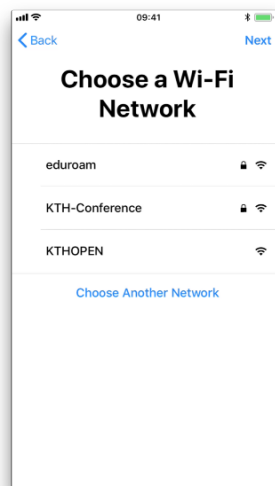 09:41
Back Next
Choose a Wi-Fi
Network
eduroam
KTH-Conference
KTHOPEN
Choose Another Network